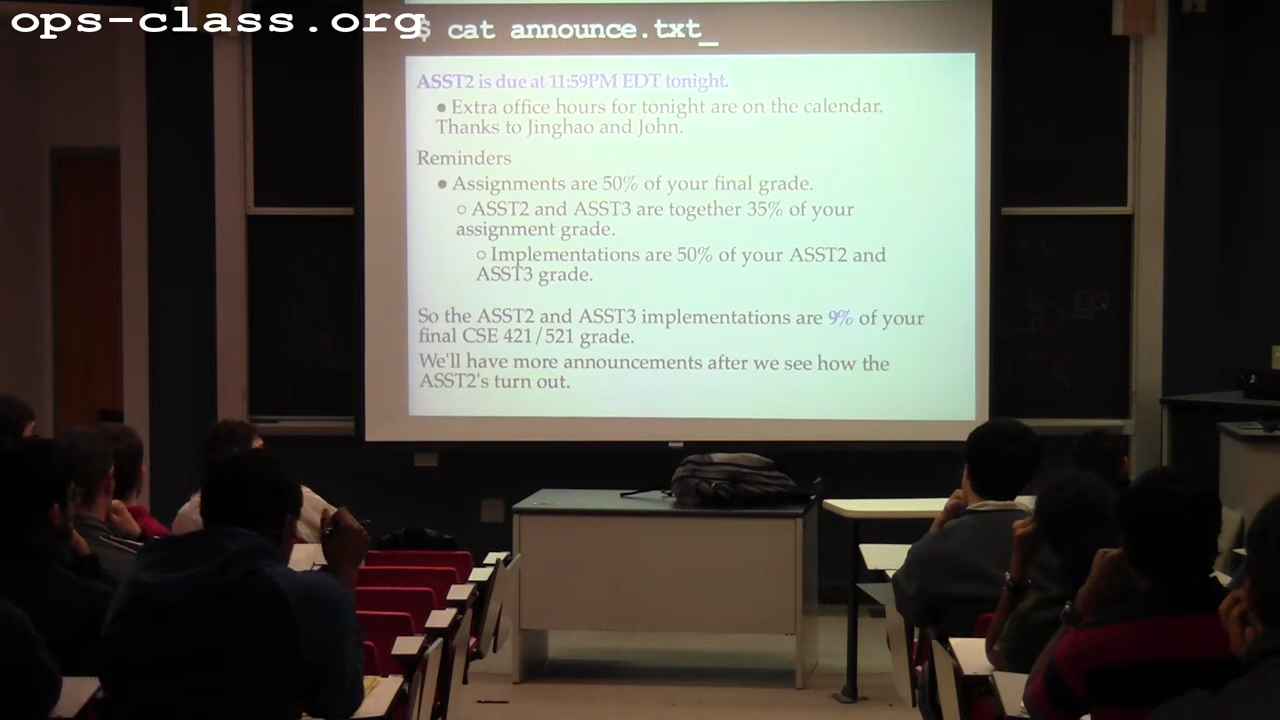 ops-class.org
$ cat announce.txt_
ASST2 is due at 11:59PM EDT tonight.
● Extra office hours for tonight are on the calendar.
Thanks to Jinghao and John.
Reminders
● Assignments are 50% of your final grade.
○ ASST2 and ASST3 are together 35% of your
assignment grade.
○ Implementations are 50% of your ASST2 and
ASST3 grade.
So the ASST2 and ASST3 implementations are 9% of your
final CSE 421/521 grade.
We'll have more announcements after we see how the
ASST2's turn out.